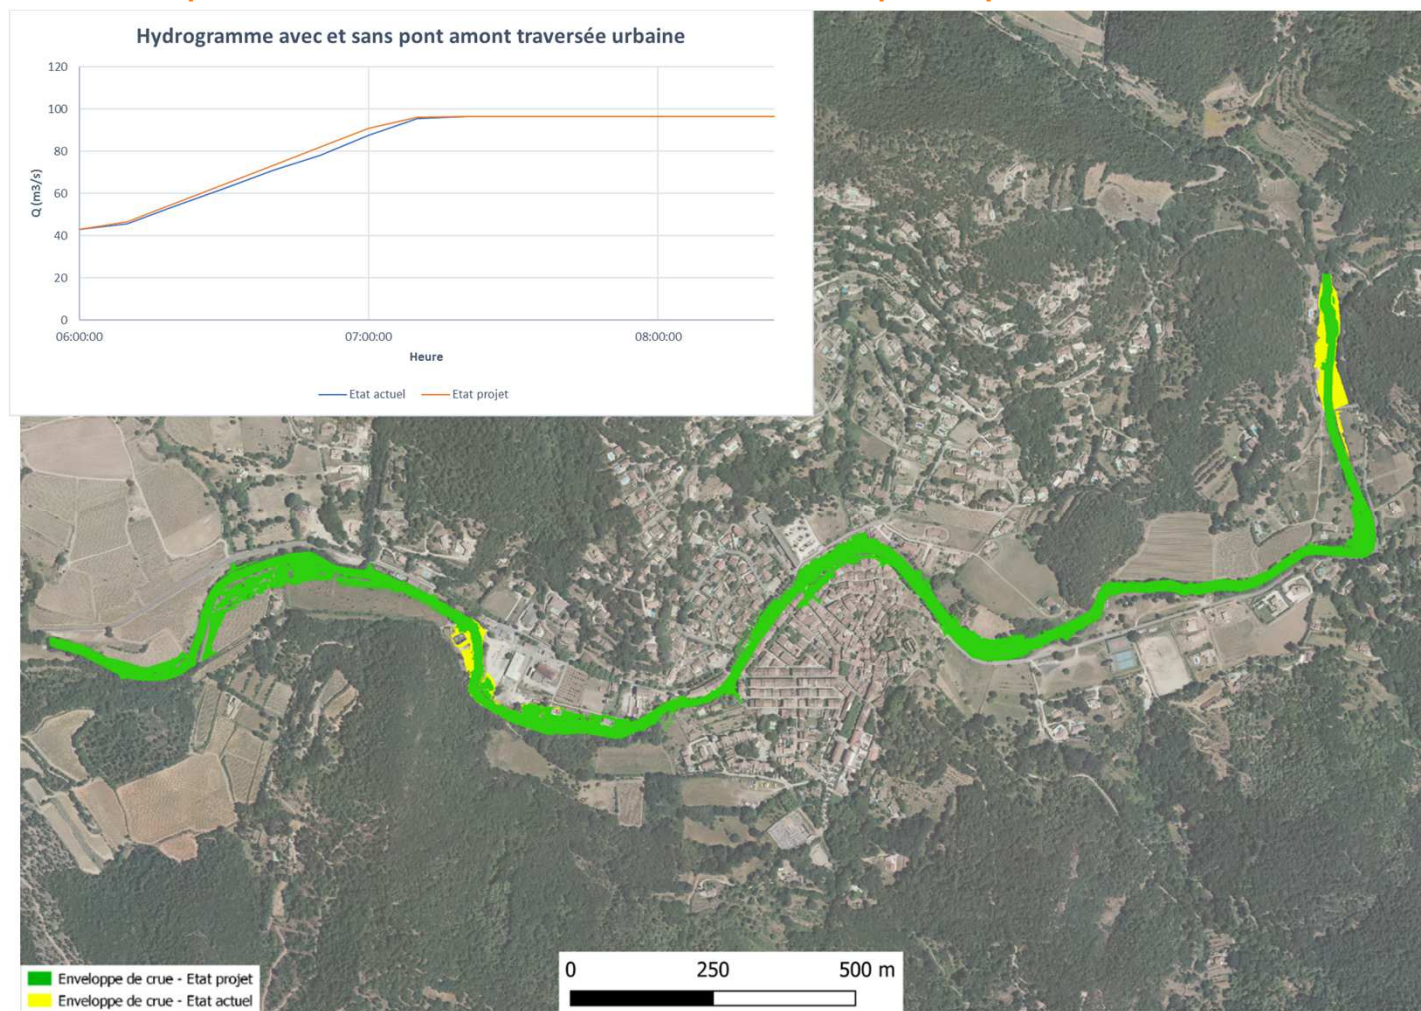 Hydrogramme avec et sans pont amont traversée urbaine
120
100
80
60
40
20
0
Q (m3/s)
06:00:00 07:00:00 08:00:00
Heure
Etat actuel Etat projet
Enveloppe de crue - Etat projet
Enveloppe de crue - Etat actuel
0 250 500 m